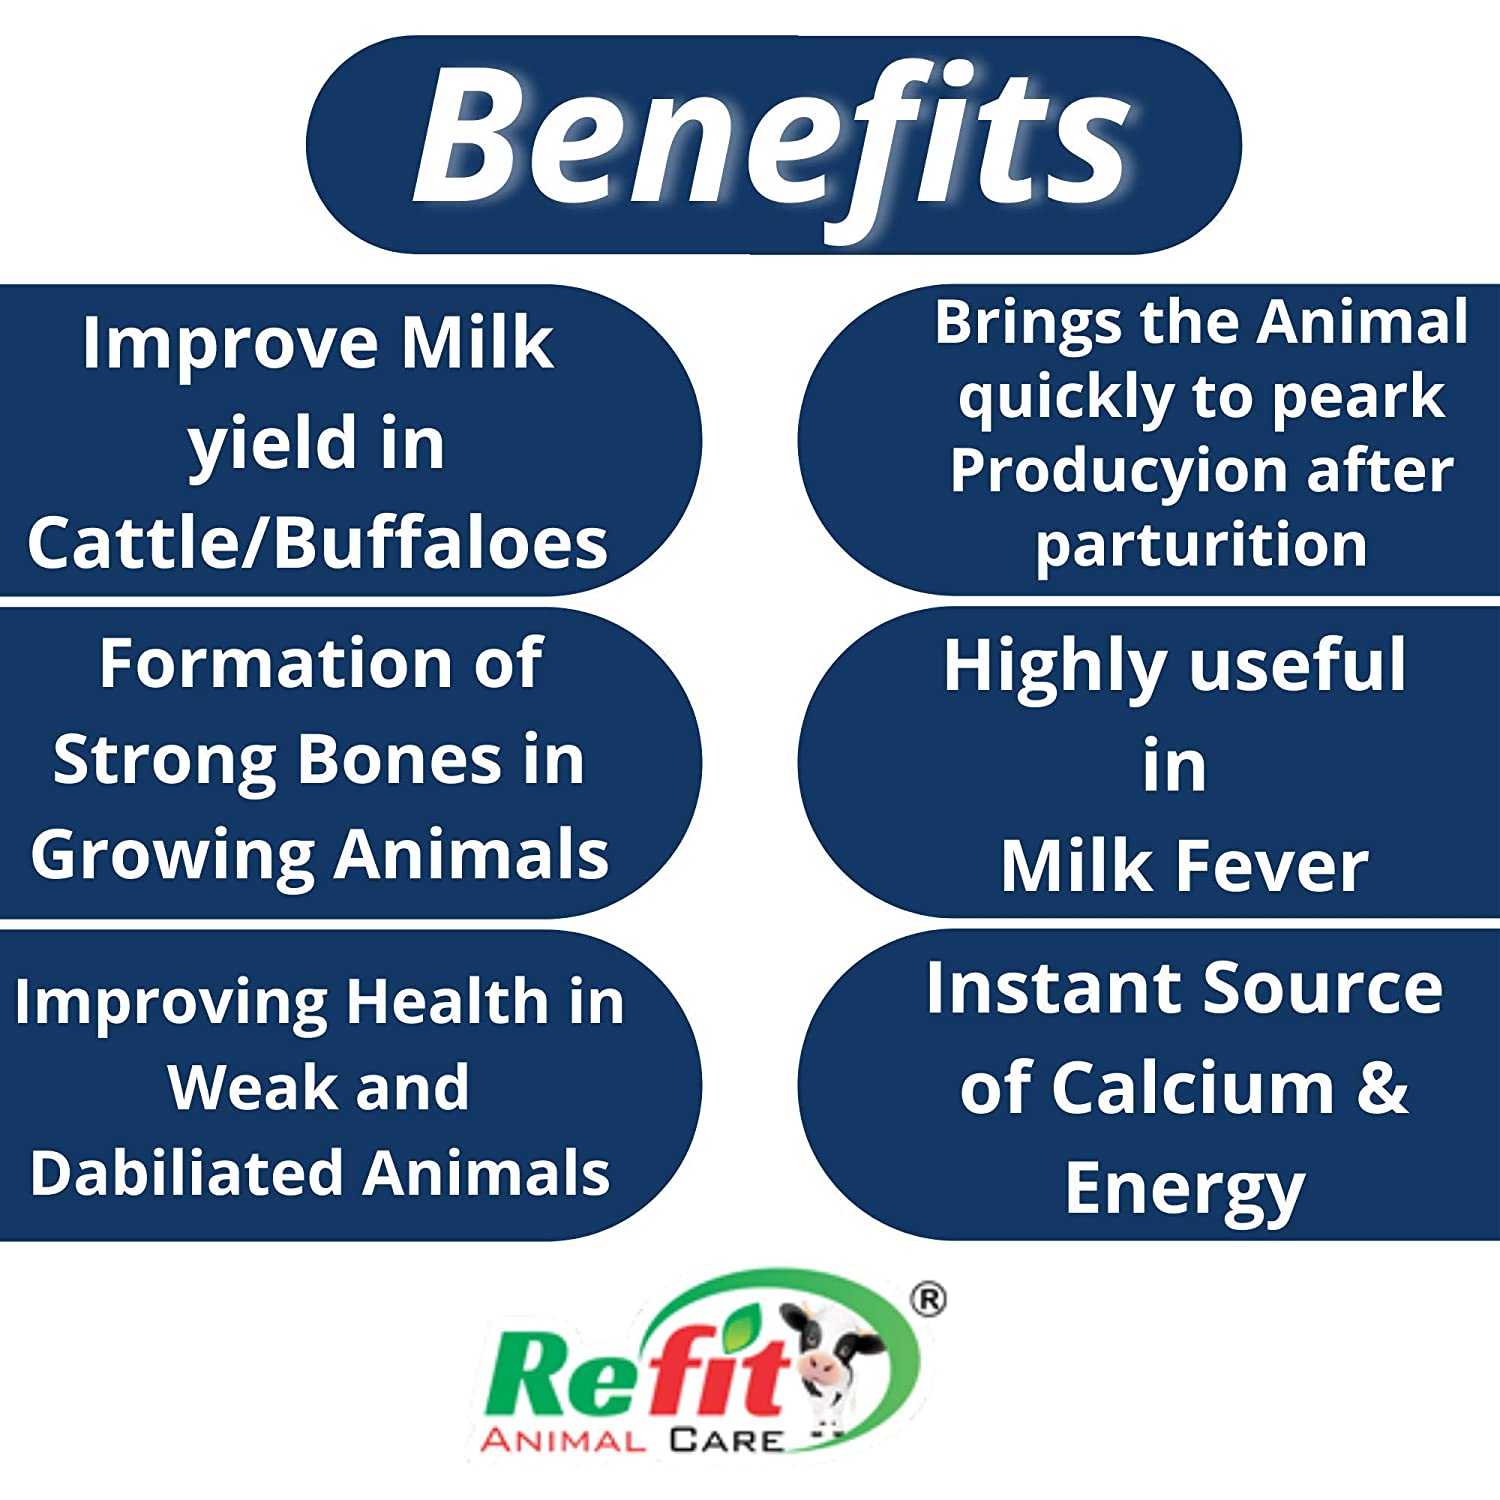 Benefits
Improve Milk
yield in
Cattle/Buffaloes
Brings the Animal
quickly to peark
Producyion after
parturition
Formation of
Strong Bones in
Growing Animals
Highly useful
in
Milk Fever
Improving Health in
Weak and
Dabiliated Animals
Instant Source
of Calcium &
Energy
Refit ®
ANIMAL CARE